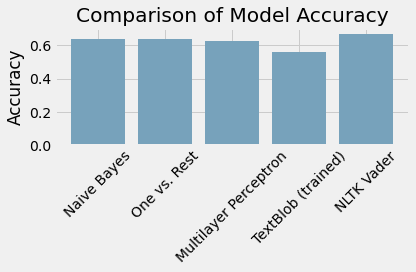 Comparison of Model Accuracy
Accuracy
0.6
0.4
0.2
0.0
Naive Bayes
One vs. Rest
Multilayer Perceptron
TextBlob (trained)
NLTK Vader